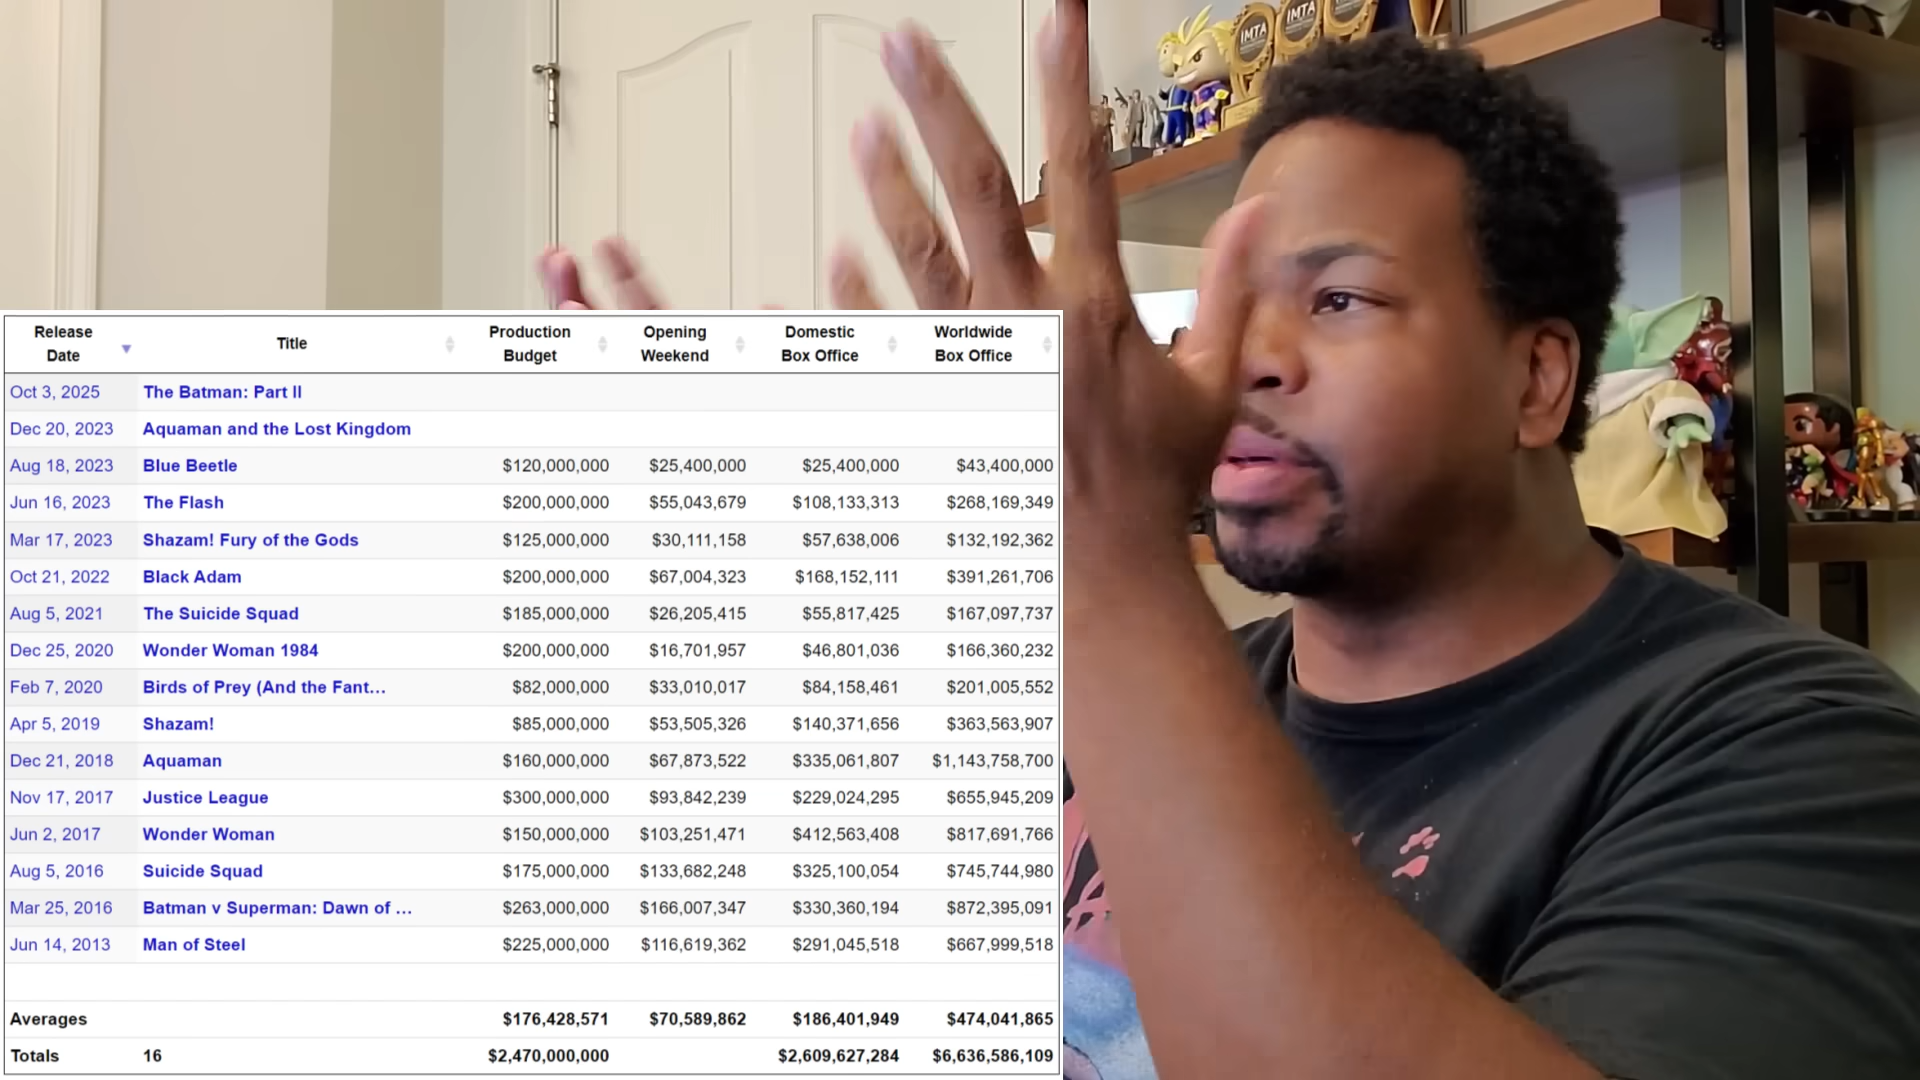 IMTA IMTA
Release Date Title Production Budget Opening Weekend Domestic Box Office Worldwide Box Office
Oct 3, 2025 The Batman: Part II
Dec 20, 2023 Aquaman and the Lost Kingdom
Aug 18, 2023 Blue Beetle $120,000,000 $25,400,000 $25,400,000 $43,400,000
Jun 16, 2023 The Flash $200,000,000 $55,043,679 $108,133,313 $268,169,349
Mar 17, 2023 Shazam! Fury of the Gods $125,000,000 $30,111,158 $57,638,006 $132,192,362
Oct 21, 2022 Black Adam $200,000,000 $67,004,323 $168,152,111 $391,261,706
Aug 5, 2021 The Suicide Squad $185,000,000 $26,205,415 $55,817,425 $167,097,737
Dec 25, 2020 Wonder Woman 1984 $200,000,000 $16,701,957 $46,801,036 $166,360,232
Feb 7, 2020 Birds of Prey (And the Fant... $82,000,000 $33,010,017 $84,158,461 $201,005,552
Apr 5, 2019 Shazam! $85,000,000 $53,505,326 $140,371,656 $363,563,907
Dec 21, 2018 Aquaman $160,000,000 $67,873,522 $335,061,807 $1,143,758,700
Nov 17, 2017 Justice League $300,000,000 $93,842,239 $229,024,295 $655,945,209
Jun 2, 2017 Wonder Woman $150,000,000 $103,251,471 $412,563,408 $817,691,766
Aug 5, 2016 Suicide Squad $175,000,000 $133,682,248 $325,100,054 $745,744,980
Mar 25, 2016 Batman v Superman: Dawn of ... $263,000,000 $166,007,347 $330,360,194 $872,395,091
Jun 14, 2013 Man of Steel $225,000,000 $116,619,362 $291,045,518 $667,999,518
Averages $176,428,571 $70,589,862 $186,401,949 $474,041,865
Totals 16 $2,470,000,000 $2,609,627,284 $6,636,586,109